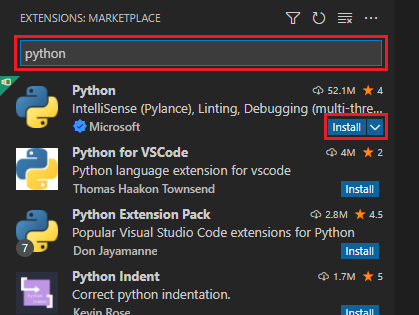 EXTENSIONS: MARKETPLACE
python
Python 52.1M 4
IntelliSense (Pylance), Linting, Debugging (multi-thre...
Microsoft Install
Python for VSCode 4M 2
Python language extension for vscode
Thomas Haakon Townsend Install
Python Extension Pack 2.8M 4.5
Popular Visual Studio Code extensions for Python
7 Don Jayamanne Install
Python Indent 1.7M 5
Correct python indentation.
Kevin Rose Install